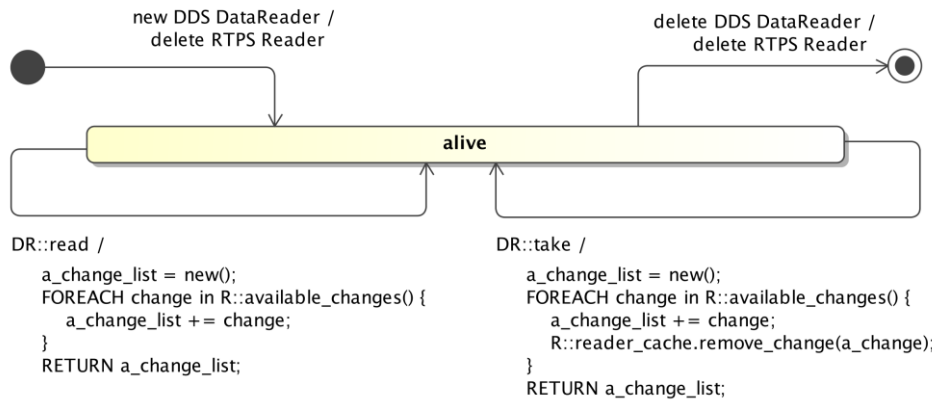 new DDS DataReader /
delete RTPS Reader
delete DDS DataReader /
delete RTPS Reader
alive
DR::read /
a_change_list = new();
FOREACH change in R::available_changes() {
a_change_list += change;
}
RETURN a_change_list;
DR::take /
a_change_list = new();
FOREACH change in R::available_changes() {
a_change_list += change;
R::reader_cache.remove_change(a_change);
}
RETURN a_change_list;